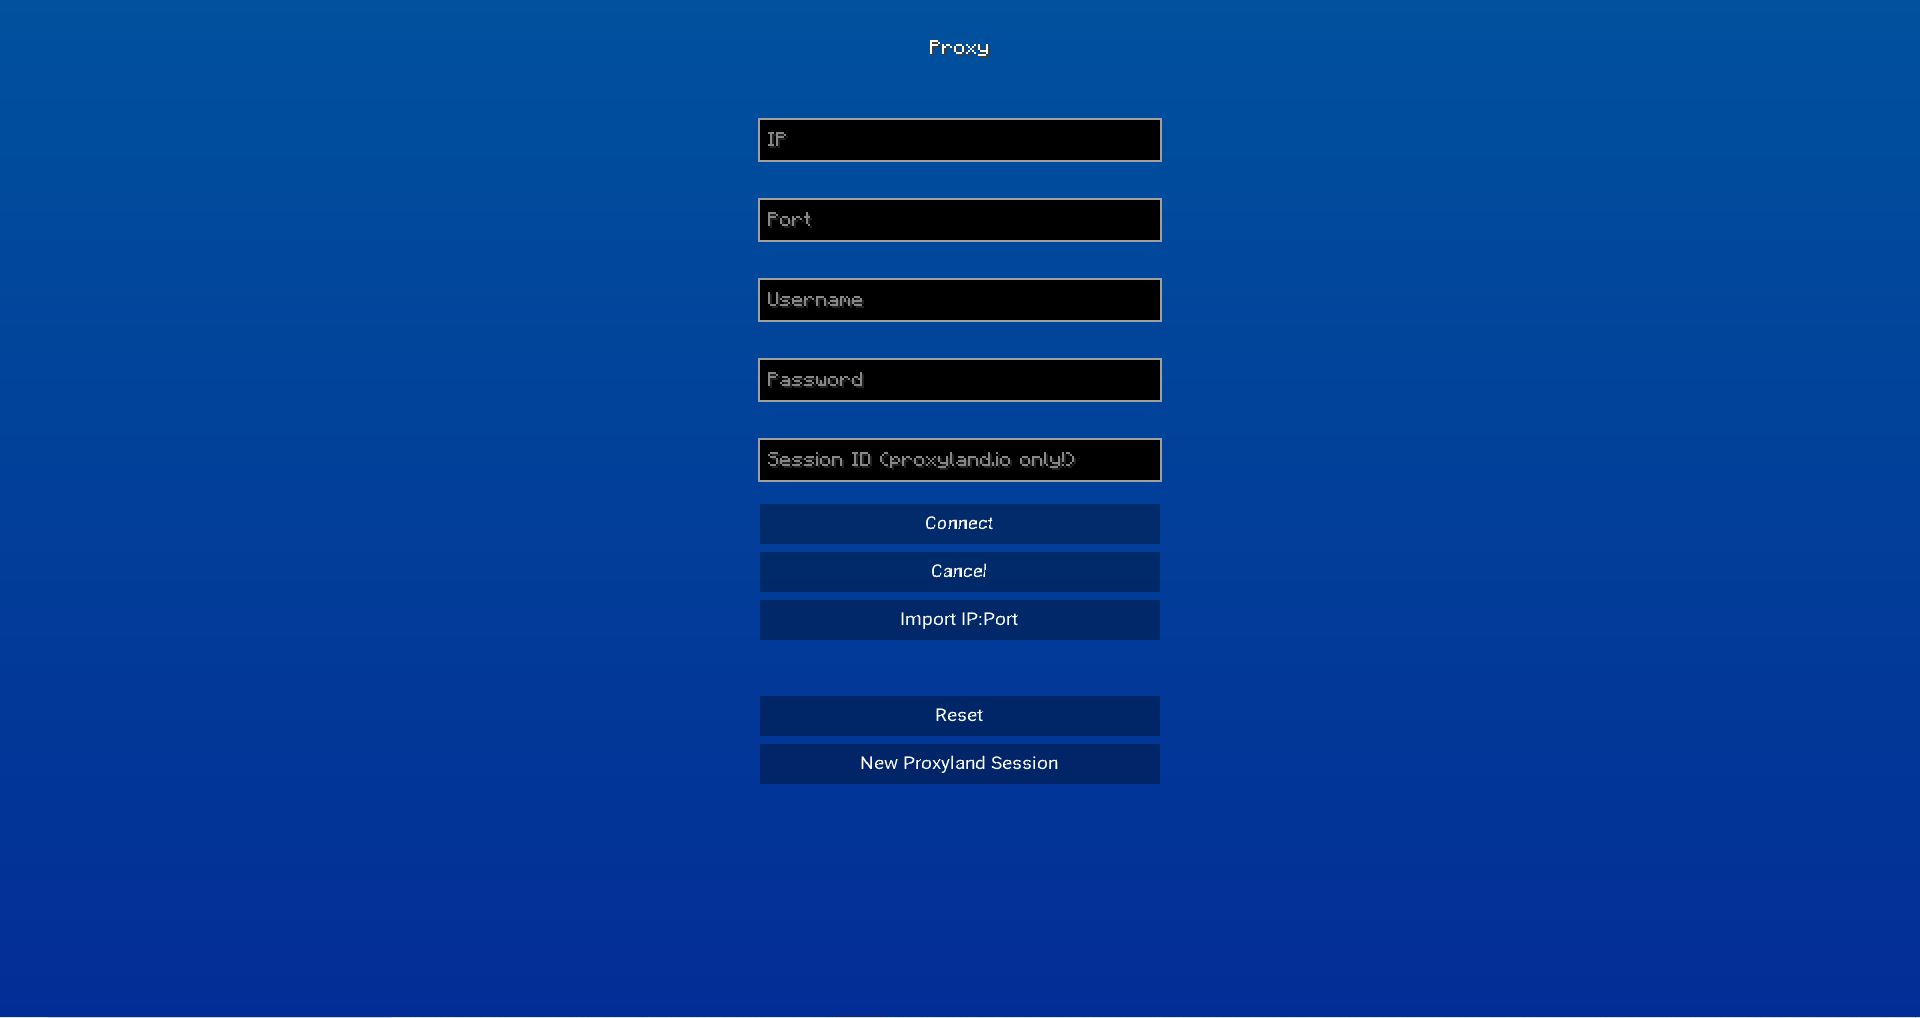 Proxy
IP
Port
Username
Password
Session ID (proxyland.io only!)
Connect
Cancel
Import IP:Port
Reset
New Proxyland Session